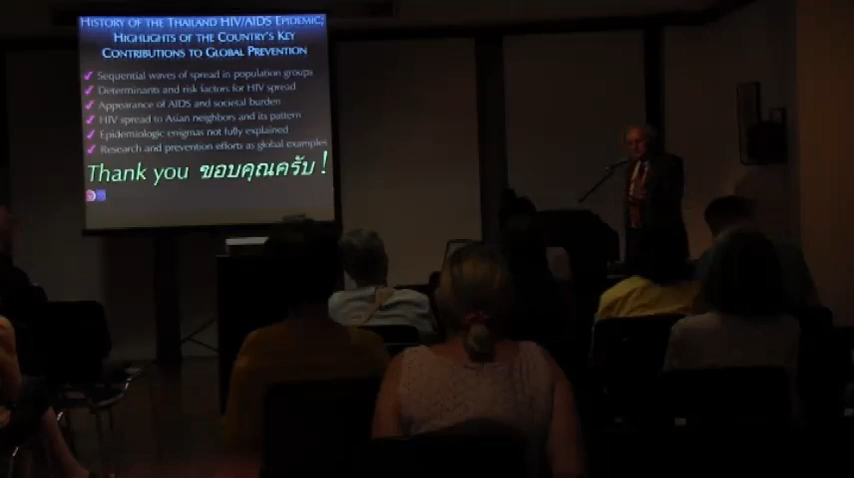 HISTORY OF THE THAILAND HIV/AIDS EPIDEMIC;
HIGHLIGHTS OF THE COUNTRY'S KEY
CONTRIBUTIONS TO GLOBAL PREVENTION
✓ Sequential waves of spread in population groups
✓ Determinants and risk factors for HIV spread
✓ Appearance of AIDS and societal burden
✓ HIV spread to Asian neighbors and its pattern
✓ Epidemiologic enigmas not fully explained
✓ Research and prevention efforts as global examples
Thank you ขอบคุณครับ !